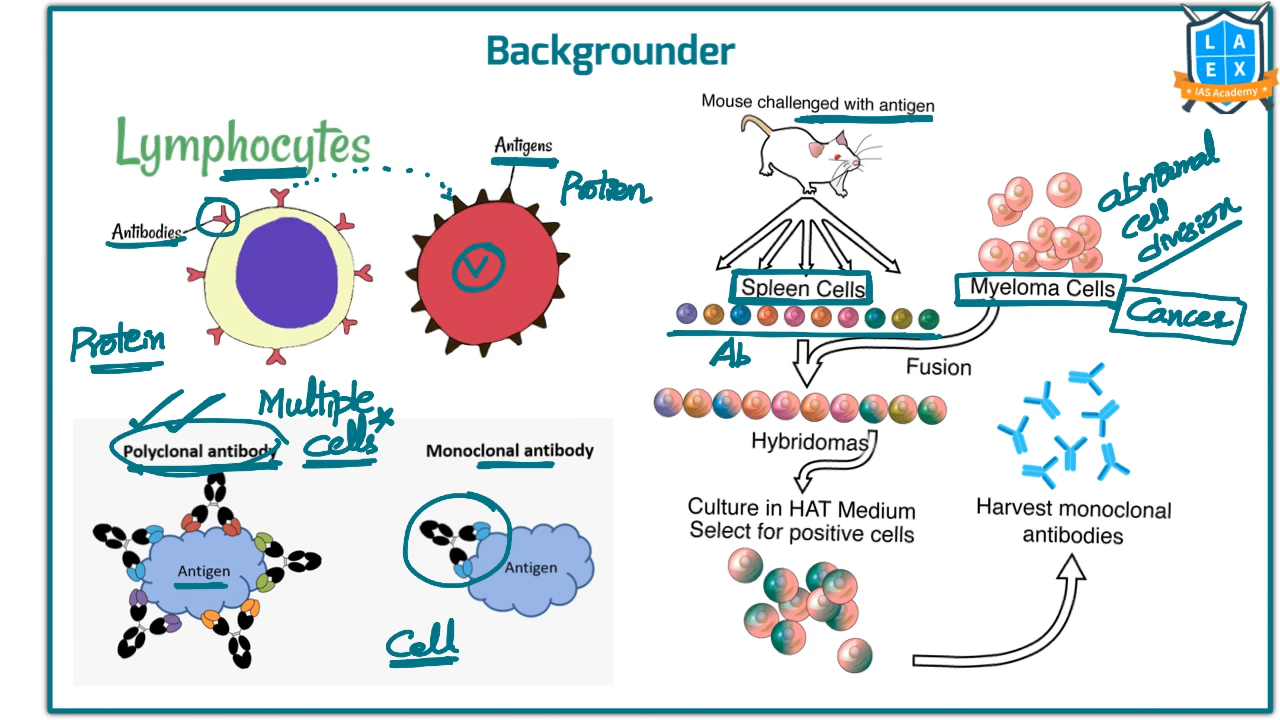 Backgrounder
L A
E X
IAS Academy
Lymphocytes
Antibodies
Protein
Antigens
Protien
V
Multiple
cells
Polyclonal antibody
Antigen
Monoclonal antibody
Antigen
Cell
Mouse challenged with antigen
Spleen Cells
Ab
Myeloma Cells
abnormal
cell
division
Cancer
Fusion
Hybridomas
Culture in HAT Medium
Select for positive cells
Harvest monoclonal
antibodies